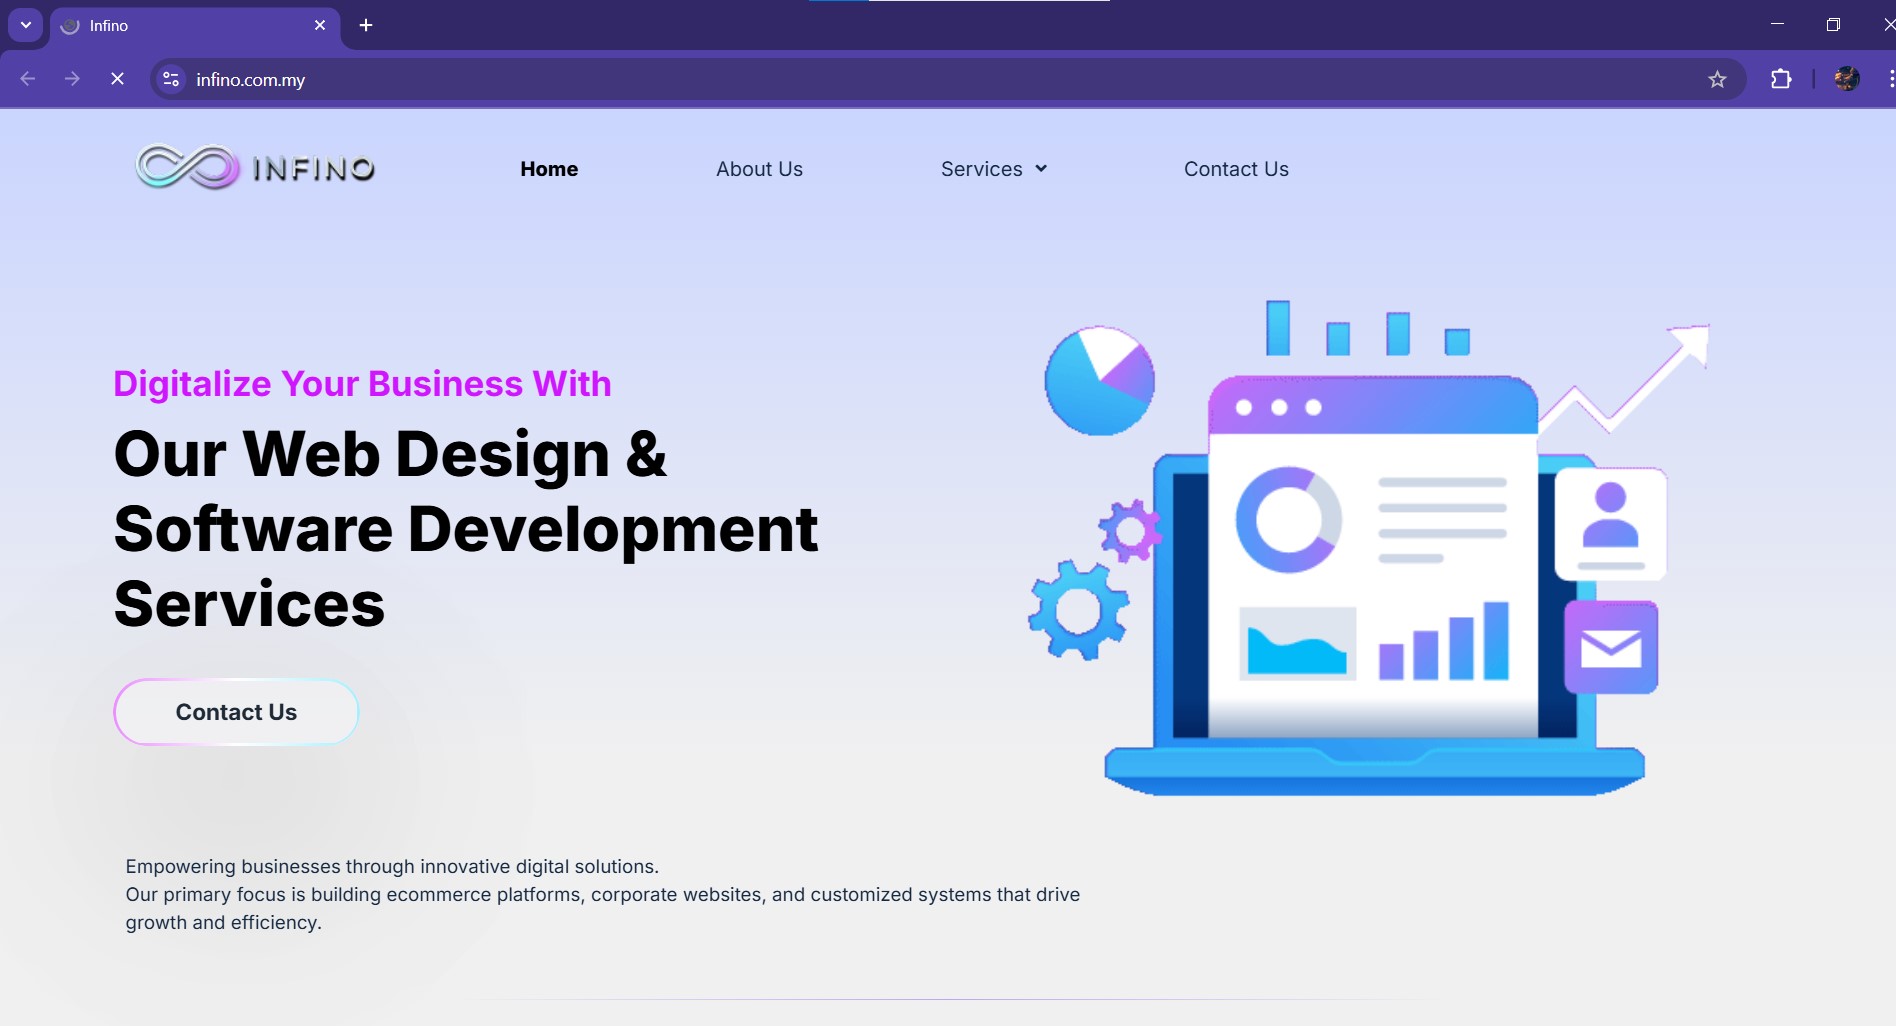 Infino
infino.com.my
INFINO
Home
About Us
Services
Contact Us
Digitalize Your Business With
Our Web Design &
Software Development
Services
Contact Us
Empowering businesses through innovative digital solutions.
Our primary focus is building ecommerce platforms, corporate websites, and customized systems that drive
growth and efficiency.